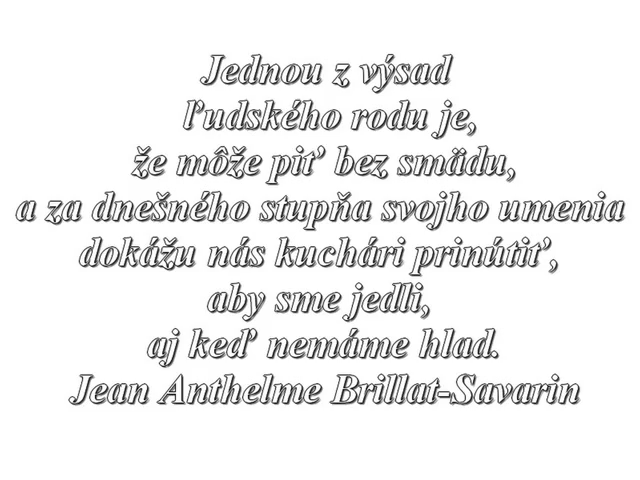 Jednou z výsad
ľudského rodu je,
že môže piť bez smädu,
a za dnešného stupňa svojho umenia
dokážu nás kuchári prinútiť,
aby sme jedli,
aj keď nemáme hlad.
Jean Anthelme Brillat-Savarin